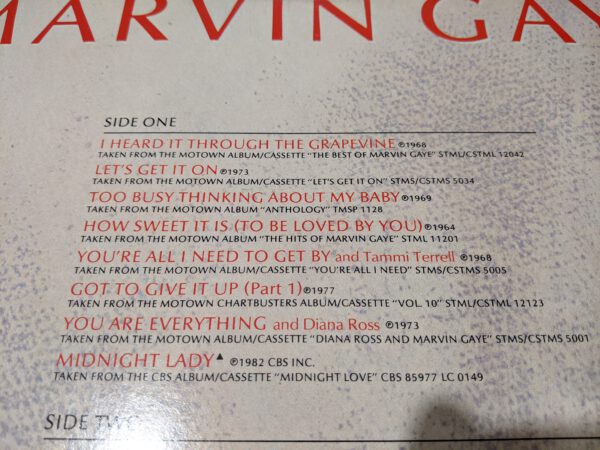 MARVIN GAY
SIDE ONE
I HEARD IT THROUGH THE GRAPEVINE ℗1968
TAKEN FROM THE MOTOWN ALBUM/CASSETTE "THE BEST OF MARVIN GAYE" STML/CSTML 12042
LET'S GET IT ON ℗1973
TAKEN FROM THE MOTOWN ALBUM/CASSETTE "LET'S GET IT ON" STMS/CSTMS 5034
TOO BUSY THINKING ABOUT MY BABY ℗1969
TAKEN FROM THE MOTOWN ALBUM "ANTHOLOGY" TMSP 1128
HOW SWEET IT IS (TO BE LOVED BY YOU) ℗1964
TAKEN FROM THE MOTOWN ALBUM "THE HITS OF MARVIN GAYE" STML 11201
YOU'RE ALL I NEED TO GET BY and Tammi Terrell ℗1968
TAKEN FROM THE MOTOWN ALBUM/CASSETTE "YOU'RE ALL I NEED" STMS/CSTMS 5005
GOT TO GIVE IT UP (Part 1) ℗1977
TAKEN FROM THE MOTOWN CHARTBUSTERS ALBUM/CASSETTE "VOL. 10" STML/CSTML 12123
YOU ARE EVERYTHING and Diana Ross ℗1973
TAKEN FROM THE MOTOWN ALBUM/CASSETTE "DIANA ROSS AND MARVIN GAYE" STMS/CSTMS 5001
MIDNIGHT LADY▲ ℗1982 CBS INC.
TAKEN FROM THE CBS ALBUM/CASSETTE "MIDNIGHT LOVE" CBS 85977 LC 0149
SIDE TWO